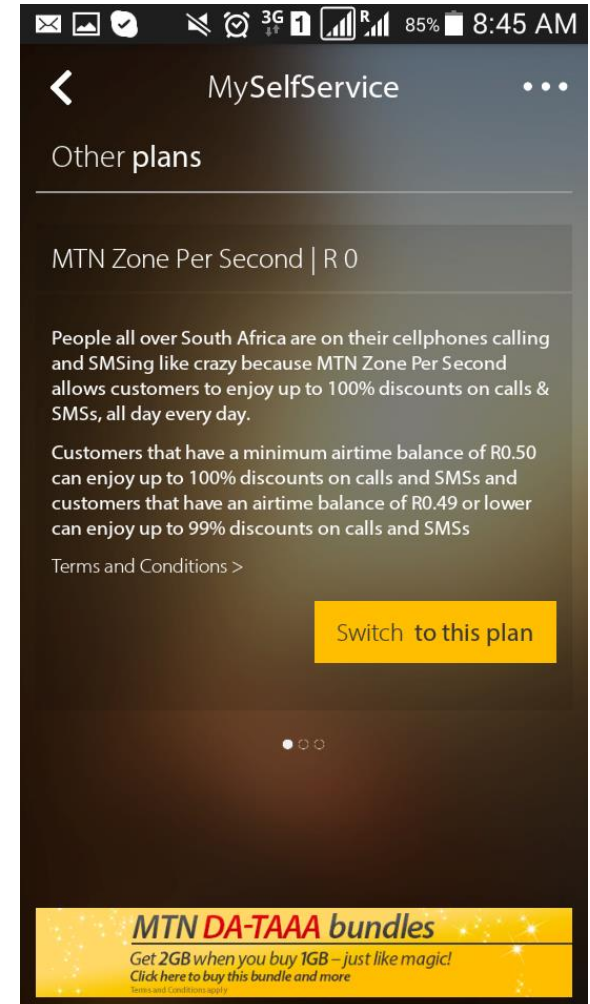 3G 1 R 85% 8:45 AM
MySelfService
Other plans
MTN Zone Per Second | R 0
People all over South Africa are on their cellphones calling
and SMSing like crazy because MTN Zone Per Second
allows customers to enjoy up to 100% discounts on calls &
SMSs, all day every day.
Customers that have a minimum airtime balance of R0.50
can enjoy up to 100% discounts on calls and SMSs and
customers that have an airtime balance of R0.49 or lower
can enjoy up to 99% discounts on calls and SMSs
Terms and Conditions >
Switch to this plan
MTN DA-TAAA bundles
Get 2GB when you buy 1GB – just like magic!
Click here to buy this bundle and more
Terms and Conditions apply